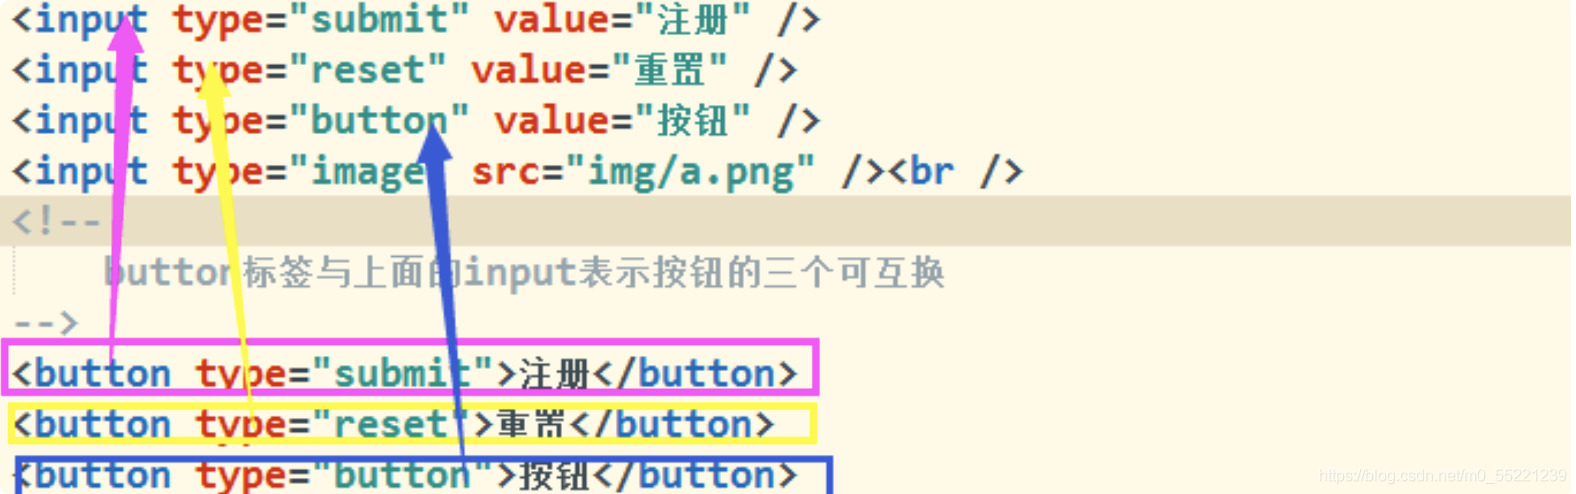 <input type="submit" value="注册" />
<input type="reset" value="重置" />
<input type="button" value="按钮" />
<input type="image" src="img/a.png" /><br />
<!--
button标签与上面的input表示按钮的三个可互换
-->
<button type="submit">注册</button>
<button type="reset">重置</button>
<button type="button">按钮</button>
https://blog.csdn.net/m0_55221239